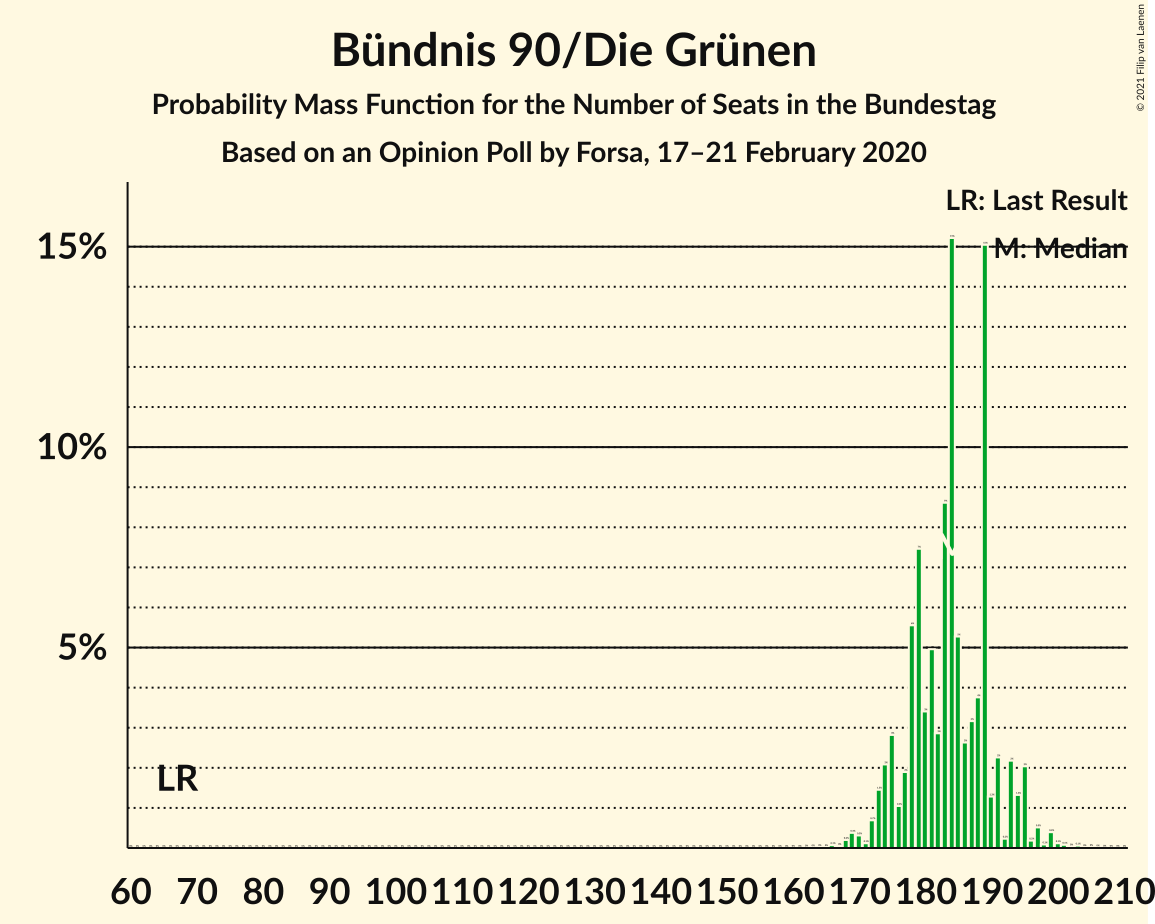 Bündnis 90/Die Grünen
Probability Mass Function for the Number of Seats in the Bundestag
Based on an Opinion Poll by Forsa, 17–21 February 2020
© 2021 Filip van Laenen
LR: Last Result
M: Median
15%
10%
5%
LR
60 70 80 90 100 110 120 130 140 150 160 170 180 190 200 210